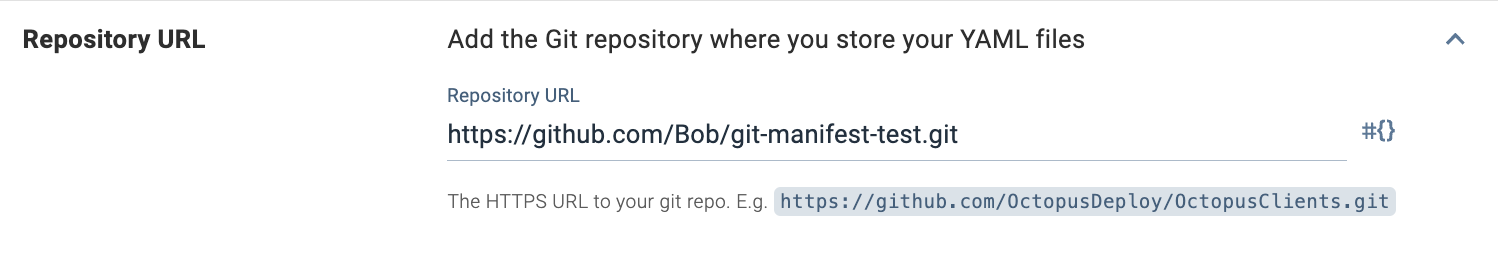 Repository URL
Add the Git repository where you store your YAML files
Repository URL
https://github.com/Bob/git-manifest-test.git
#{}
The HTTPS URL to your git repo. E.g. https://github.com/OctopusDeploy/OctopusClients.git